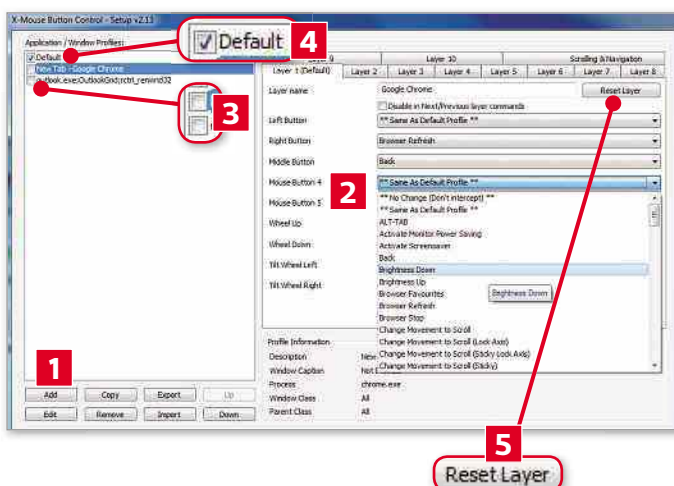 X-Mouse Button Control - Setup v2.13
Application / Window Profiles:
Default
4
Default
New Tab - Google Chrome
3
Layer 10
Scrolling & Navigation
Layer 1 (Default)
Layer 2
Layer 3
Layer 4
Layer 5
Layer 6
Layer 7
Layer 8
Layer name
Google Chrome
Reset Layer
Disable in Next/Previous layer commands
Left Button
** Same As Default Profile **
Right Button
Browser Refresh
Middle Button
Back
Mouse Button 4
2
** Same As Default Profile **
Mouse Button 5
** No Change (Don't intercept) **
** Same As Default Profile **
Wheel Up
ALT-TAB
Activate Monitor Power Saving
Wheel Down
Activate Screensaver
Back
Tilt Wheel Left
Brightness Down
Brightness Up
Tilt Wheel Right
Browser Favourites
Brightness Down
Browser Refresh
Browser Stop
Change Movement to Scroll
Profile Information
Change Movement to Scroll (Lock Axis)
Description
New
Change Movement to Scroll (Sticky Lock Axis)
Window Caption
Change Movement to Scroll (Sticky)
Process
chrome.exe
Window Class
All
Parent Class
All
1
Add
Copy
Export
Up
Edit
Remove
Import
Down
5
Reset Layer